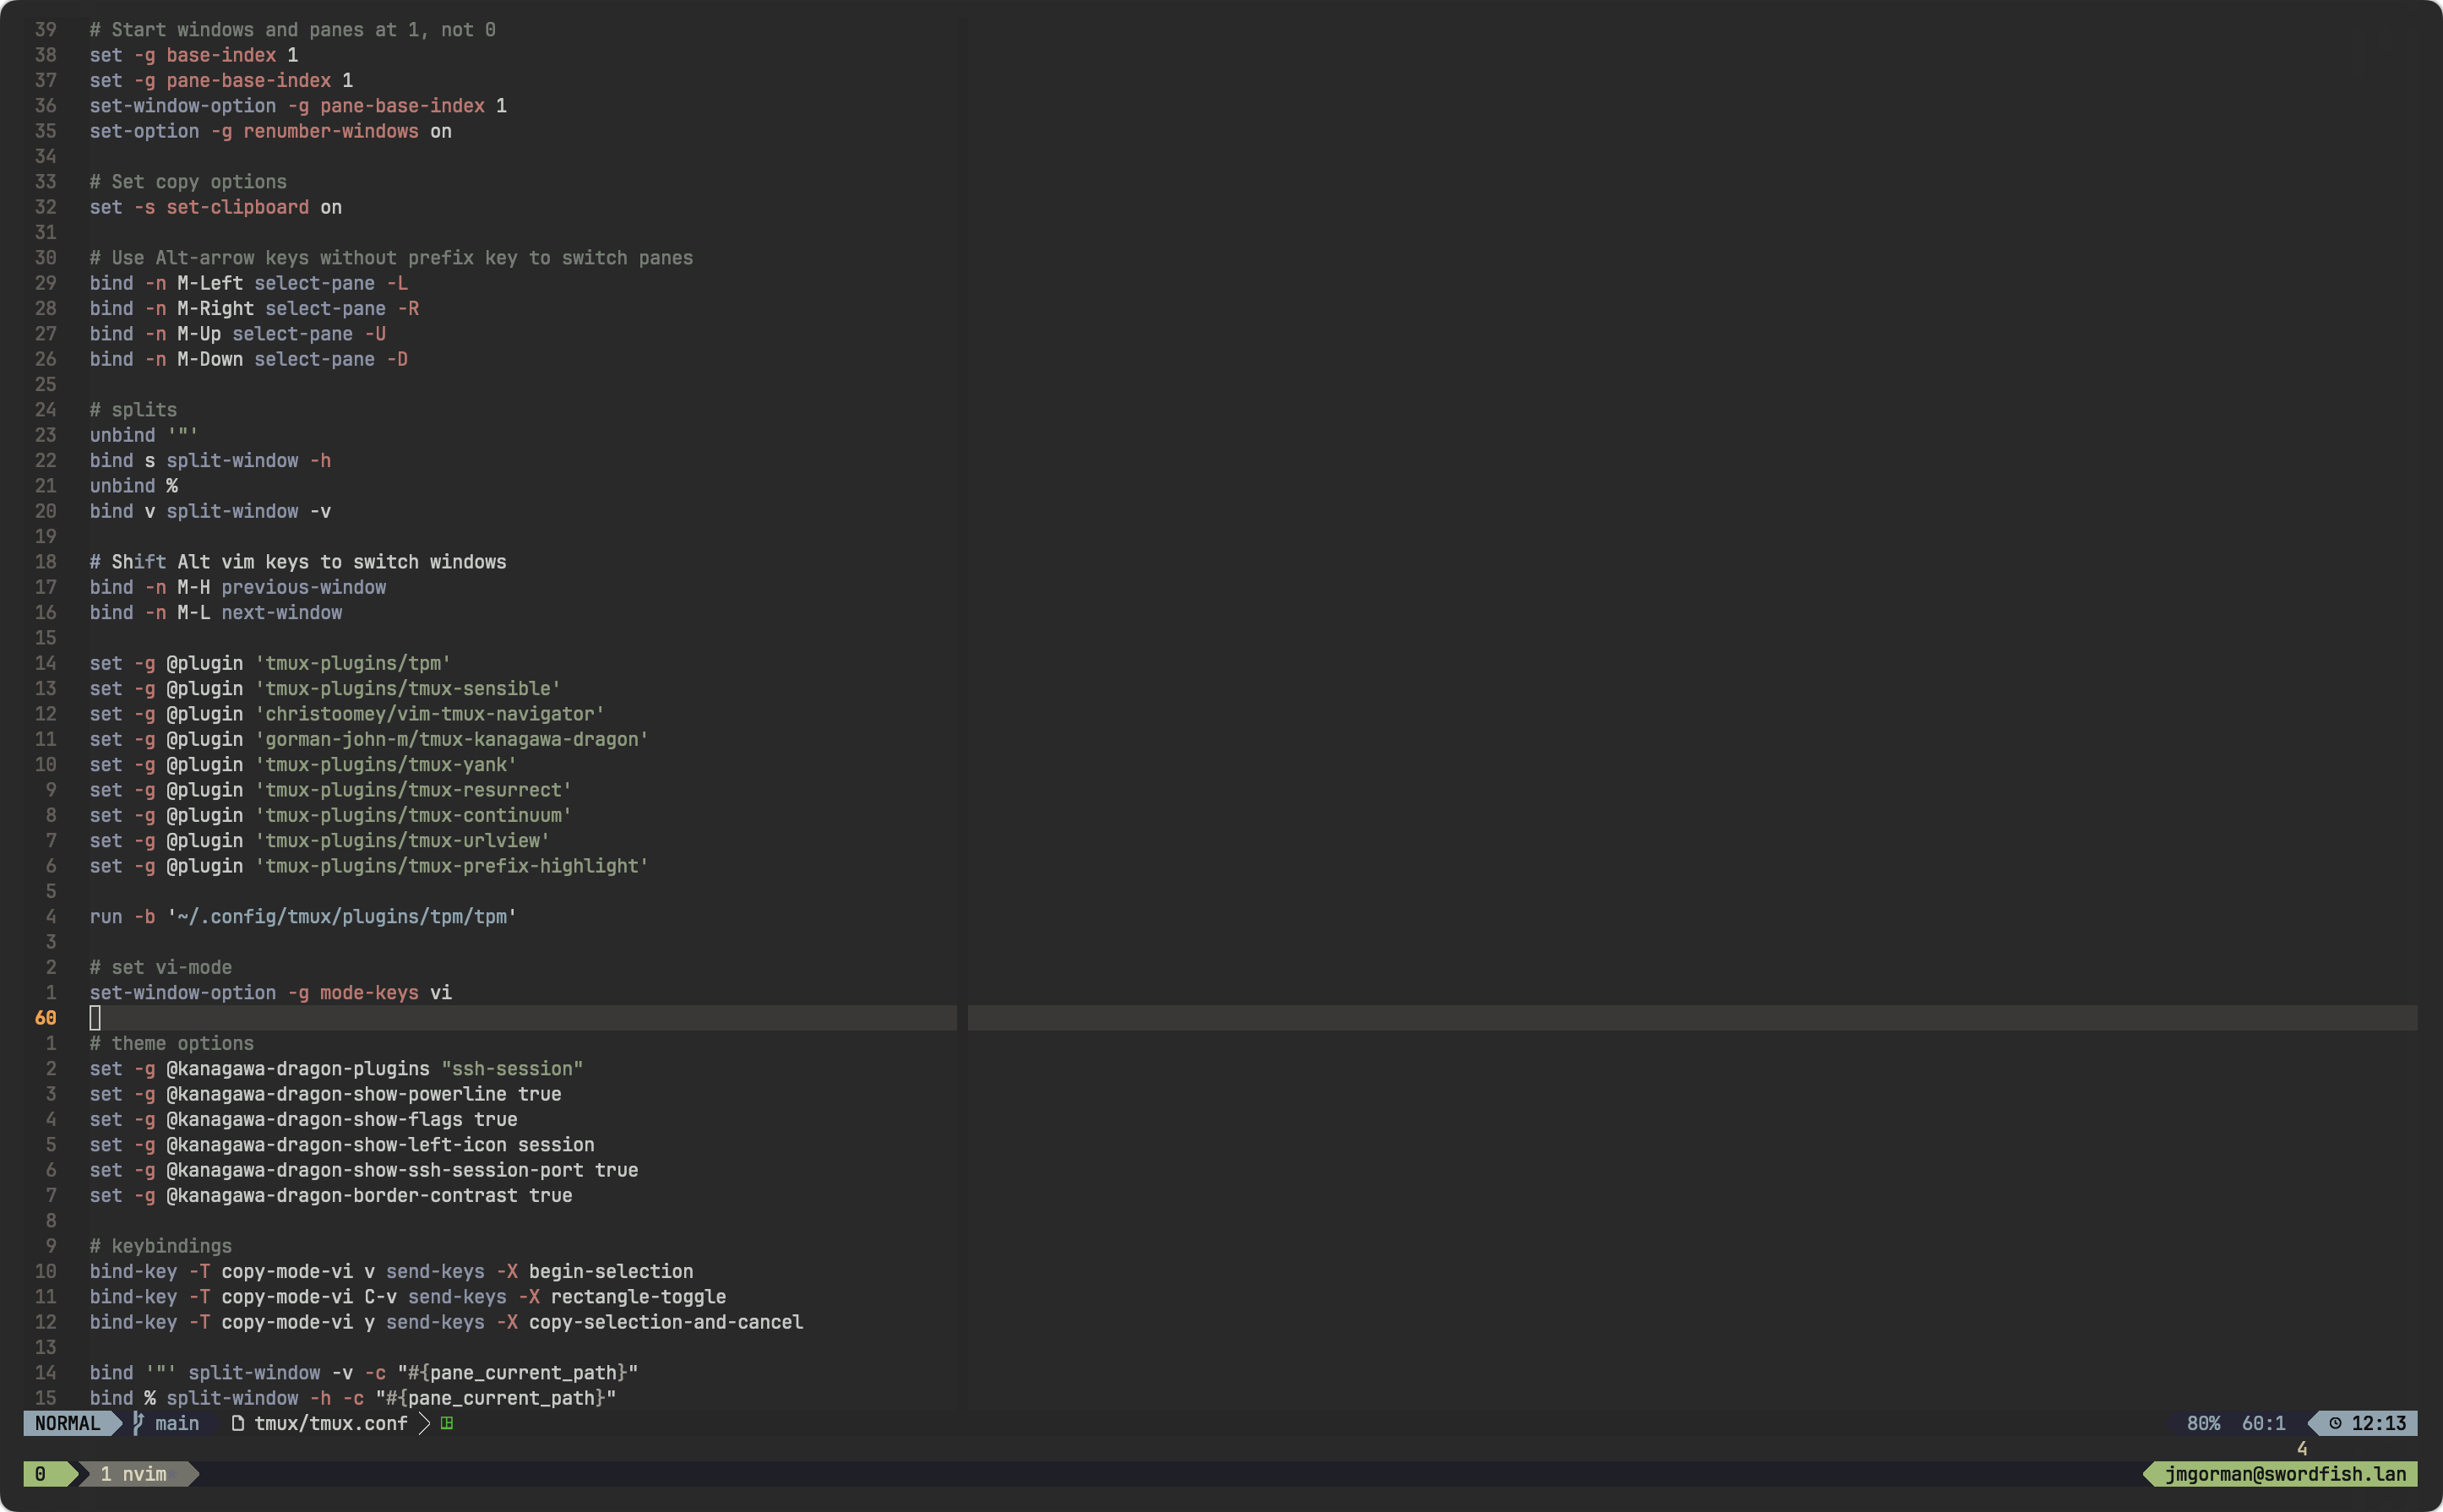 39 # Start windows and panes at 1, not 0
38 set -g base-index 1
37 set -g pane-base-index 1
36 set-window-option -g pane-base-index 1
35 set-option -g renumber-windows on
34
33 # Set copy options
32 set -s set-clipboard on
31
30 # Use Alt-arrow keys without prefix key to switch panes
29 bind -n M-Left select-pane -L
28 bind -n M-Right select-pane -R
27 bind -n M-Up select-pane -U
26 bind -n M-Down select-pane -D
25
24 # splits
23 unbind '"'
22 bind s split-window -h
21 unbind %
20 bind v split-window -v
19
18 # Shift Alt vim keys to switch windows
17 bind -n M-H previous-window
16 bind -n M-L next-window
15
14 set -g @plugin 'tmux-plugins/tpm'
13 set -g @plugin 'tmux-plugins/tmux-sensible'
12 set -g @plugin 'christoomey/vim-tmux-navigator'
11 set -g @plugin 'gorman-john-m/tmux-kanagawa-dragon'
10 set -g @plugin 'tmux-plugins/tmux-yank'
9 set -g @plugin 'tmux-plugins/tmux-resurrect'
8 set -g @plugin 'tmux-plugins/tmux-continuum'
7 set -g @plugin 'tmux-plugins/tmux-urlview'
6 set -g @plugin 'tmux-plugins/tmux-prefix-highlight'
5
4 run -b '~/.config/tmux/plugins/tpm/tpm'
3
2 # set vi-mode
1 set-window-option -g mode-keys vi
60
1 # theme options
2 set -g @kanagawa-dragon-plugins "ssh-session"
3 set -g @kanagawa-dragon-show-powerline true
4 set -g @kanagawa-dragon-show-flags true
5 set -g @kanagawa-dragon-show-left-icon session
6 set -g @kanagawa-dragon-show-ssh-session-port true
7 set -g @kanagawa-dragon-border-contrast true
8
9 # keybindings
10 bind-key -T copy-mode-vi v send-keys -X begin-selection
11 bind-key -T copy-mode-vi C-v send-keys -X rectangle-toggle
12 bind-key -T copy-mode-vi y send-keys -X copy-selection-and-cancel
13
14 bind '"' split-window -v -c "#{pane_current_path}"
15 bind % split-window -h -c "#{pane_current_path}"
NORMAL main tmux/tmux.conf 80% 60:1 12:13
4
0 1 nvim* jmgorman@swordfish.lan